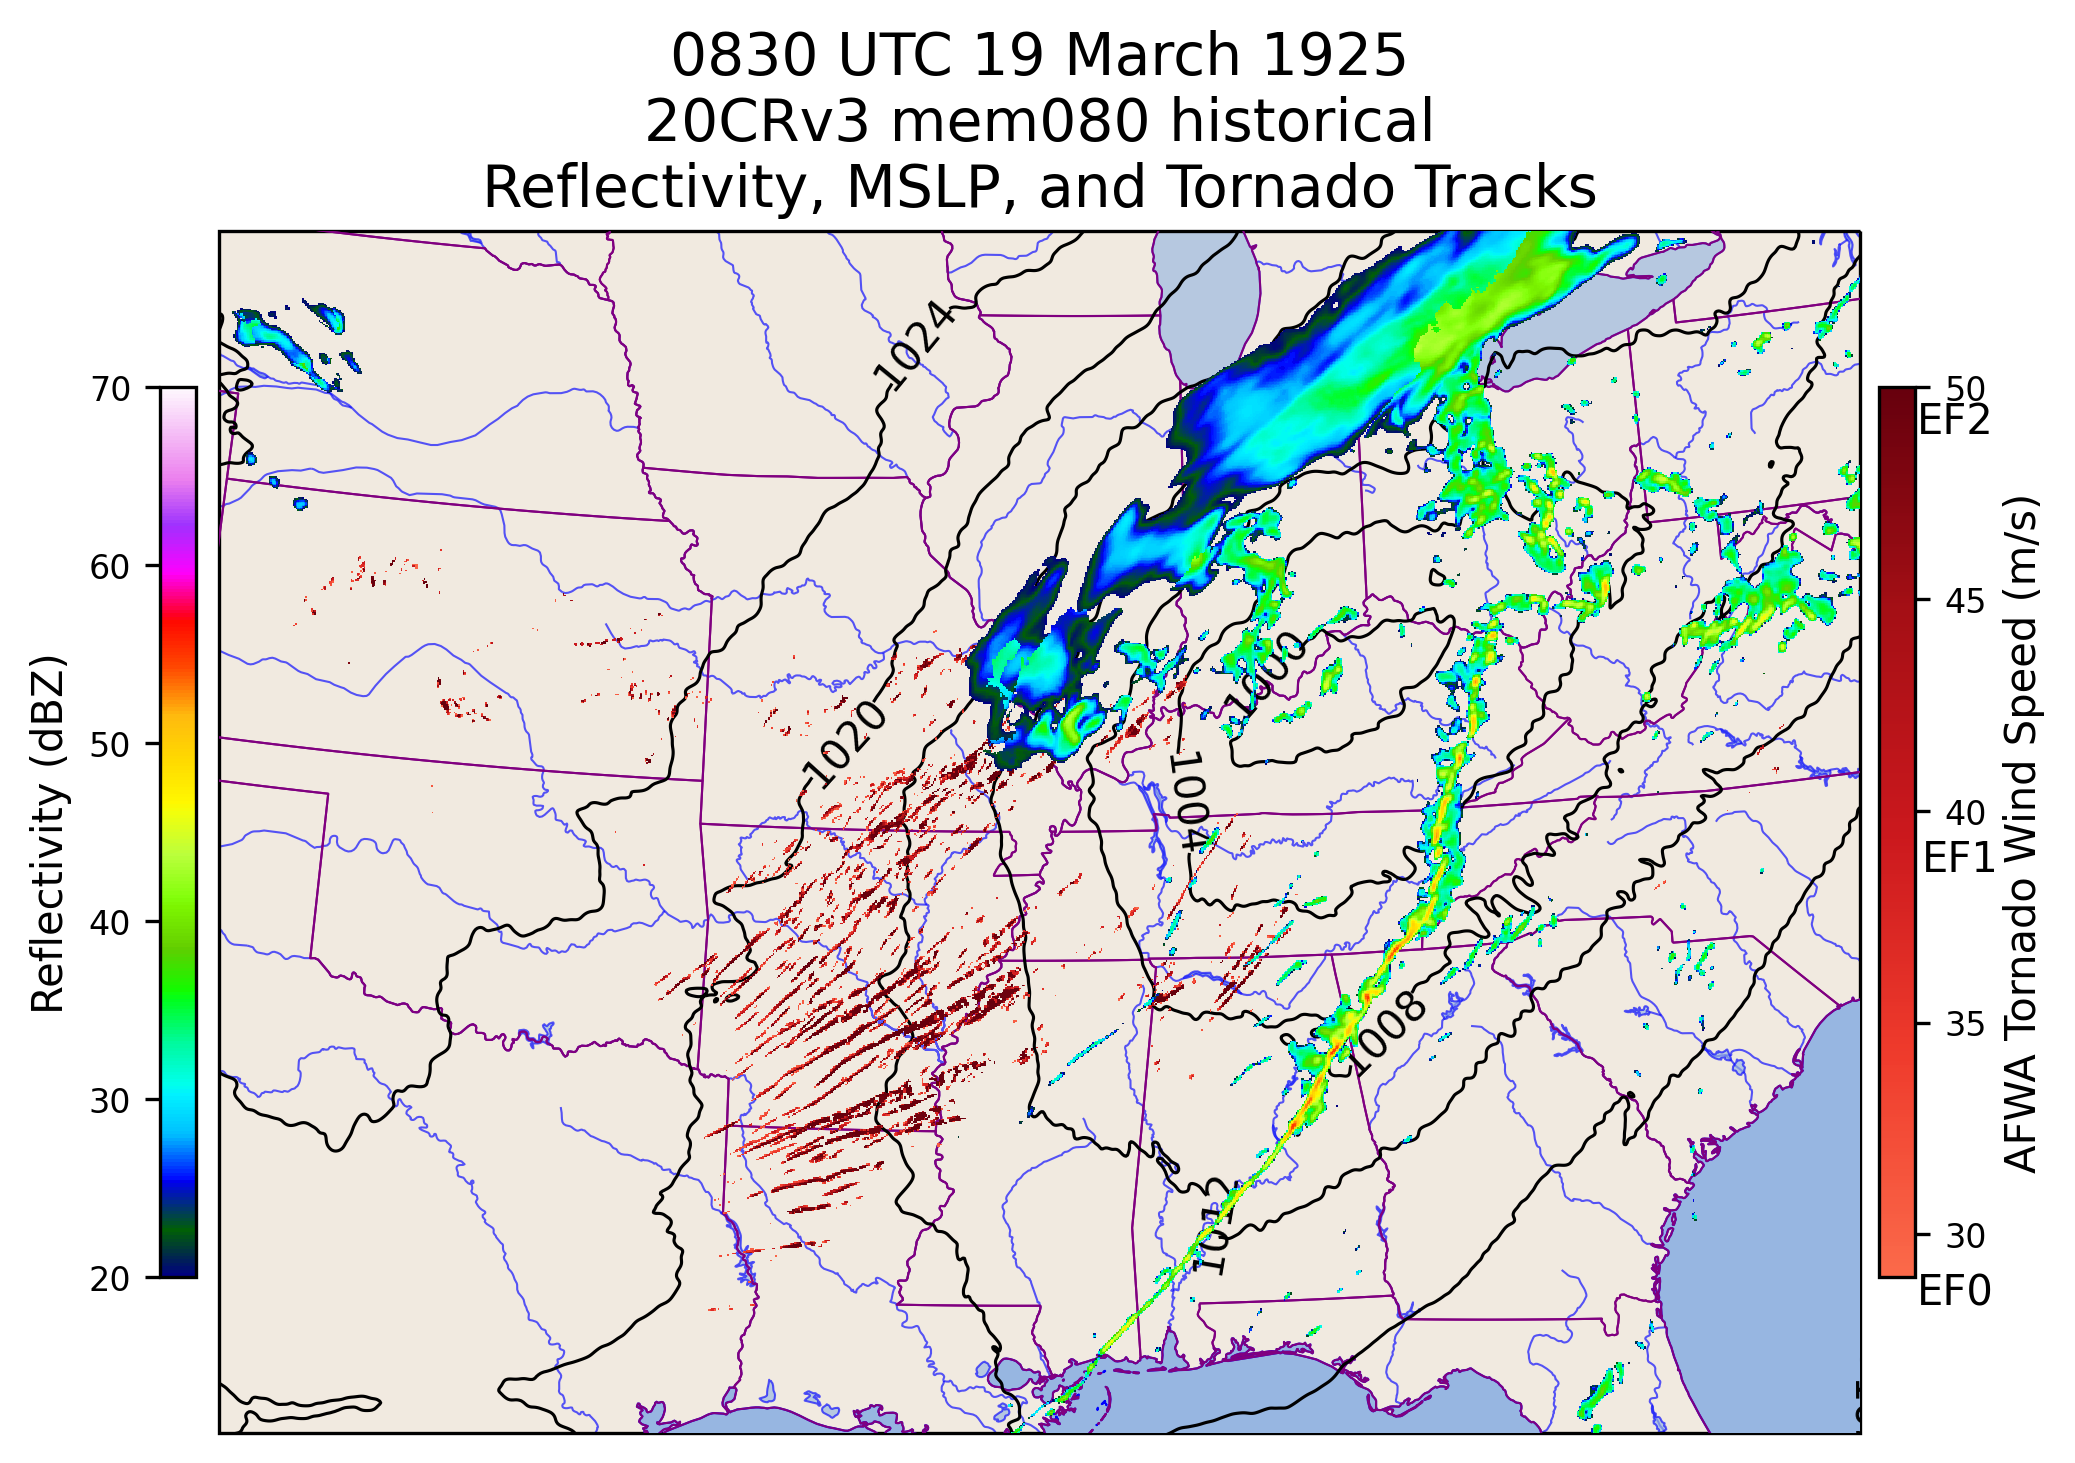 0830 UTC 19 March 1925
20CRv3 mem080 historical
Reflectivity, MSLP, and Tornado Tracks
1024
1020
1000
1004
1008
1013
70
60
50
40
30
20
Reflectivity (dBZ)
50
EF2
45
40
EF1
35
30
EF0
AFWA Tornado Wind Speed (m/s)